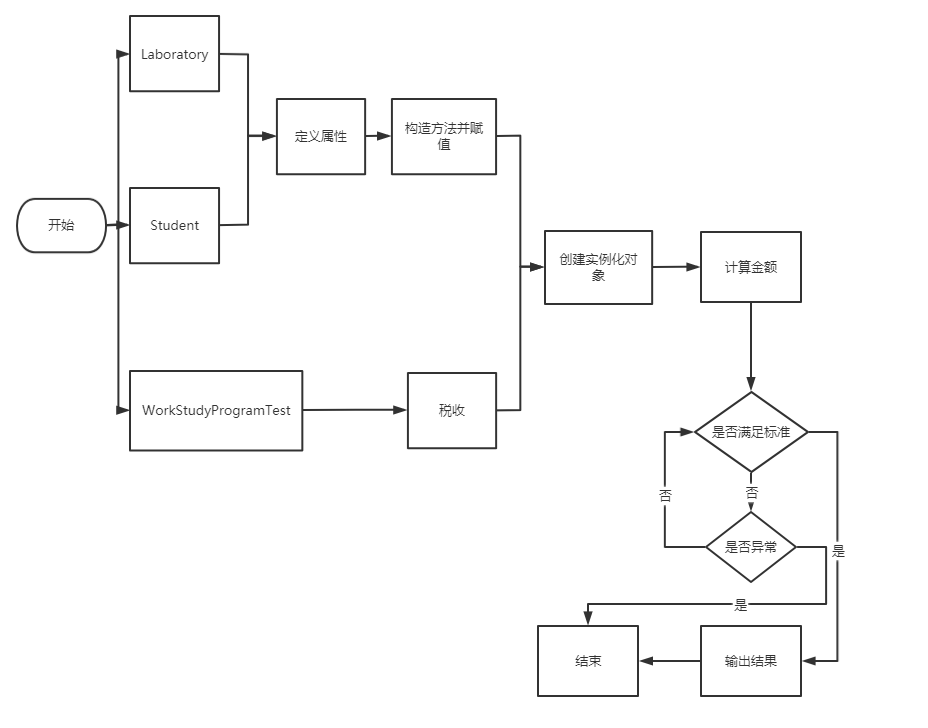 Laboratory
定义属性
构造方法并赋
值
开始
Student
创建实例化对
象
计算金额
WorkStudyProgramTest
税收
是否满足标准
否
否
是否异常
是
是
结束
输出结果